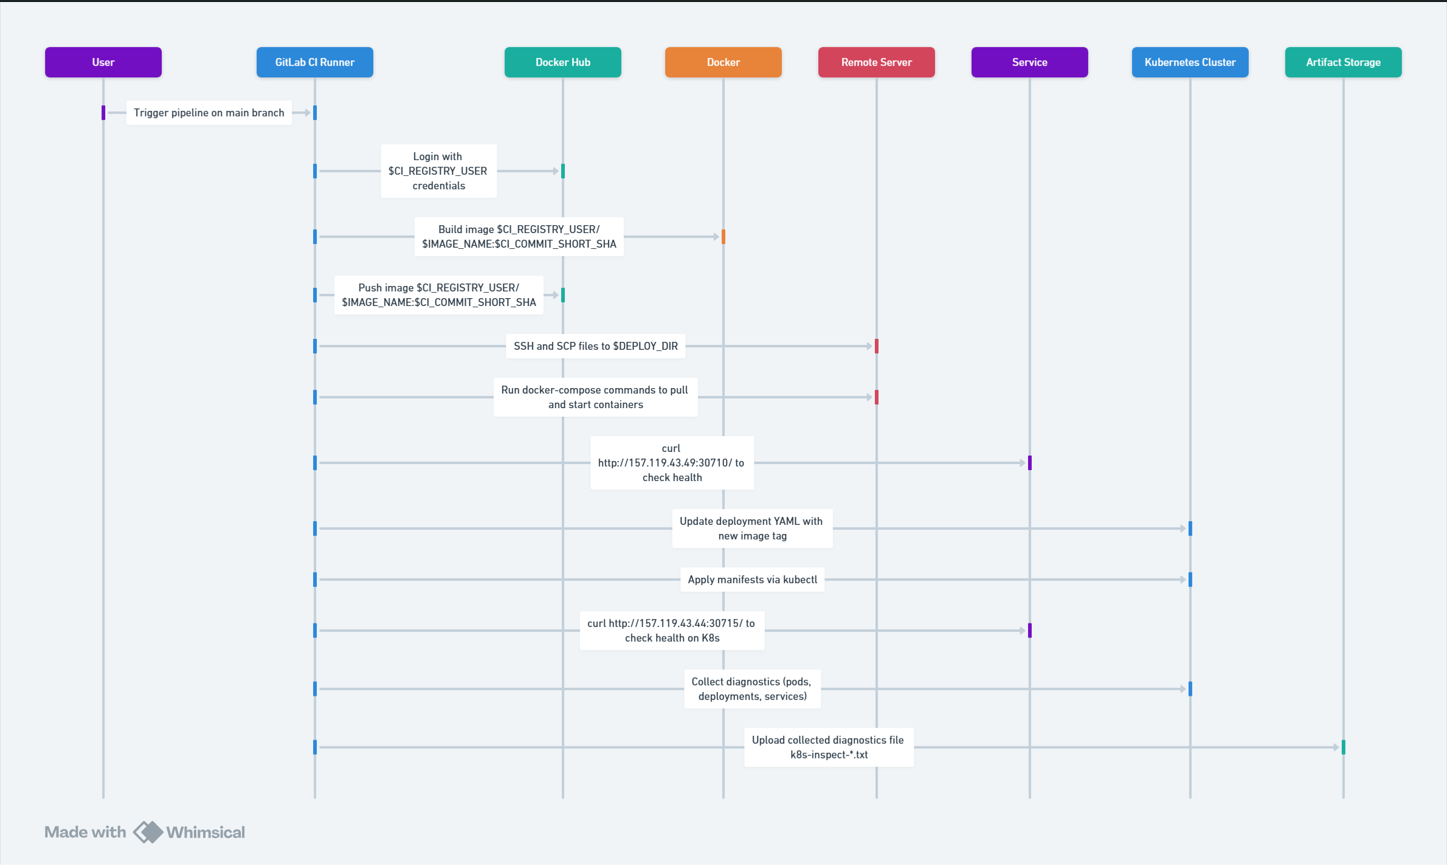 User
GitLab CI Runner
Docker Hub
Docker
Remote Server
Service
Kubernetes Cluster
Artifact Storage
Trigger pipeline on main branch
Login with
$CI_REGISTRY_USER
credentials
Build image $CI_REGISTRY_USER/
$IMAGE_NAME:$CI_COMMIT_SHORT_SHA
Push image $CI_REGISTRY_USER/
$IMAGE_NAME:$CI_COMMIT_SHORT_SHA
SSH and SCP files to $DEPLOY_DIR
Run docker-compose commands to pull
and start containers
curl
http://157.119.43.49:30710/ to
check health
Update deployment YAML with
new image tag
Apply manifests via kubectl
curl http://157.119.43.44:30715/ to
check health on K8s
Collect diagnostics (pods,
deployments, services)
Upload collected diagnostics file
k8s-inspect-*.txt
Made with Whimsical